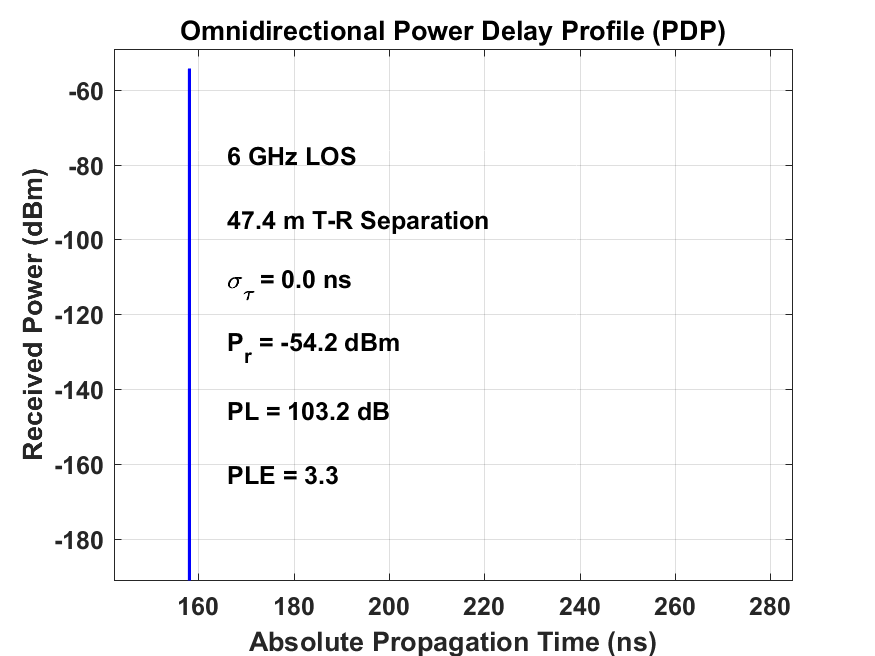 Omnidirectional Power Delay Profile (PDP)
Received Power (dBm)
-60
-80
-100
-120
-140
-160
-180
6 GHz LOS
47.4 m T-R Separation
στ = 0.0 ns
Pr = -54.2 dBm
PL = 103.2 dB
PLE = 3.3
160 180 200 220 240 260 280
Absolute Propagation Time (ns)